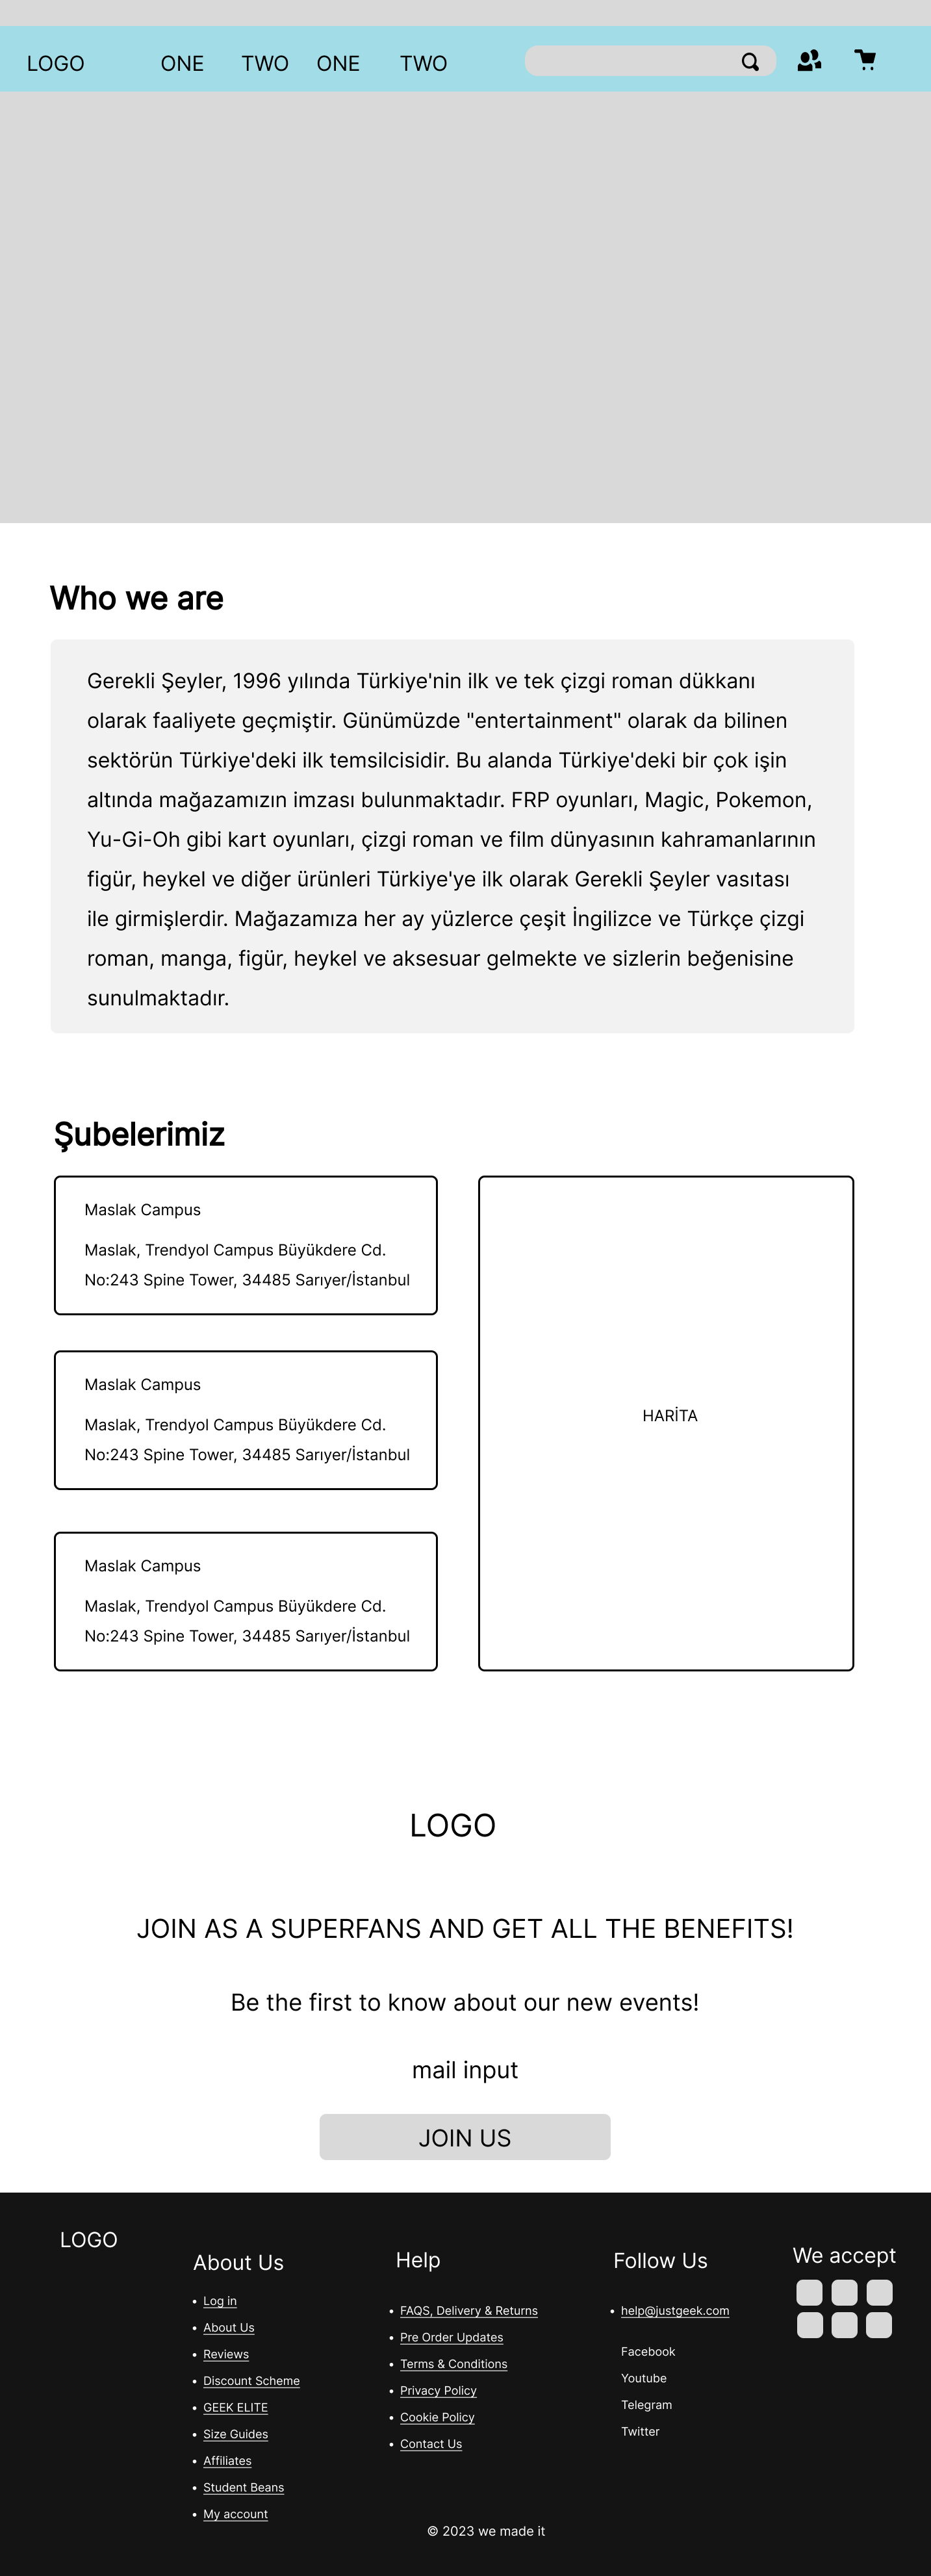 LOGO
ONE
TWO
ONE
TWO
Who we are
Gerekli Şeyler, 1996 yılında Türkiye'nin ilk ve tek çizgi roman dükkanı
olarak faaliyete geçmiştir. Günümüzde "entertainment" olarak da bilinen
sektörün Türkiye'deki ilk temsilcisidir. Bu alanda Türkiye'deki bir çok işin
altında mağazamızın imzası bulunmaktadır. FRP oyunları, Magic, Pokemon,
Yu-Gi-Oh gibi kart oyunları, çizgi roman ve film dünyasının kahramanlarının
figür, heykel ve diğer ürünleri Türkiye'ye ilk olarak Gerekli Şeyler vasıtası
ile girmişlerdir. Mağazamıza her ay yüzlerce çeşit İngilizce ve Türkçe çizgi
roman, manga, figür, heykel ve aksesuar gelmekte ve sizlerin beğenisine
sunulmaktadır.
Şubelerimiz
Maslak Campus
Maslak, Trendyol Campus Büyükdere Cd.
No:243 Spine Tower, 34485 Sarıyer/İstanbul
Maslak Campus
Maslak, Trendyol Campus Büyükdere Cd.
No:243 Spine Tower, 34485 Sarıyer/İstanbul
Maslak Campus
Maslak, Trendyol Campus Büyükdere Cd.
No:243 Spine Tower, 34485 Sarıyer/İstanbul
HARİTA
LOGO
JOIN AS A SUPERFANS AND GET ALL THE BENEFITS!
Be the first to know about our new events!
mail input
JOIN US
LOGO
About Us
• Log in
• About Us
• Reviews
• Discount Scheme
• GEEK ELITE
• Size Guides
• Affiliates
• Student Beans
• My account
Help
• FAQS, Delivery & Returns
• Pre Order Updates
• Terms & Conditions
• Privacy Policy
• Cookie Policy
• Contact Us
Follow Us
• help@justgeek.com
Facebook
Youtube
Telegram
Twitter
We accept
© 2023 we made it